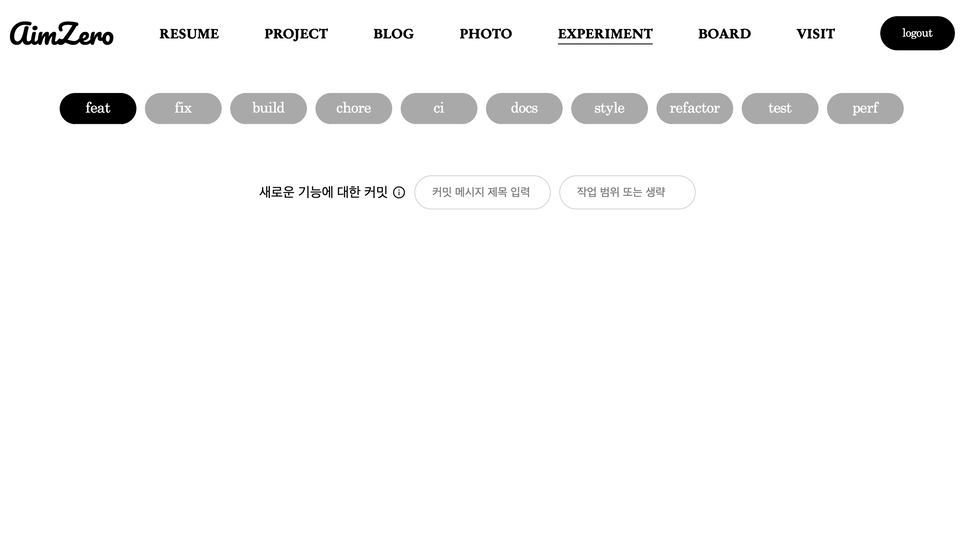 AimZero RESUME PROJECT BLOG PHOTO EXPERIMENT BOARD VISIT logout
feat fix build chore ci docs style refactor test perf
새로운 기능에 대한 커밋 커밋 메시지 제목 입력 작업 범위 또는 생략